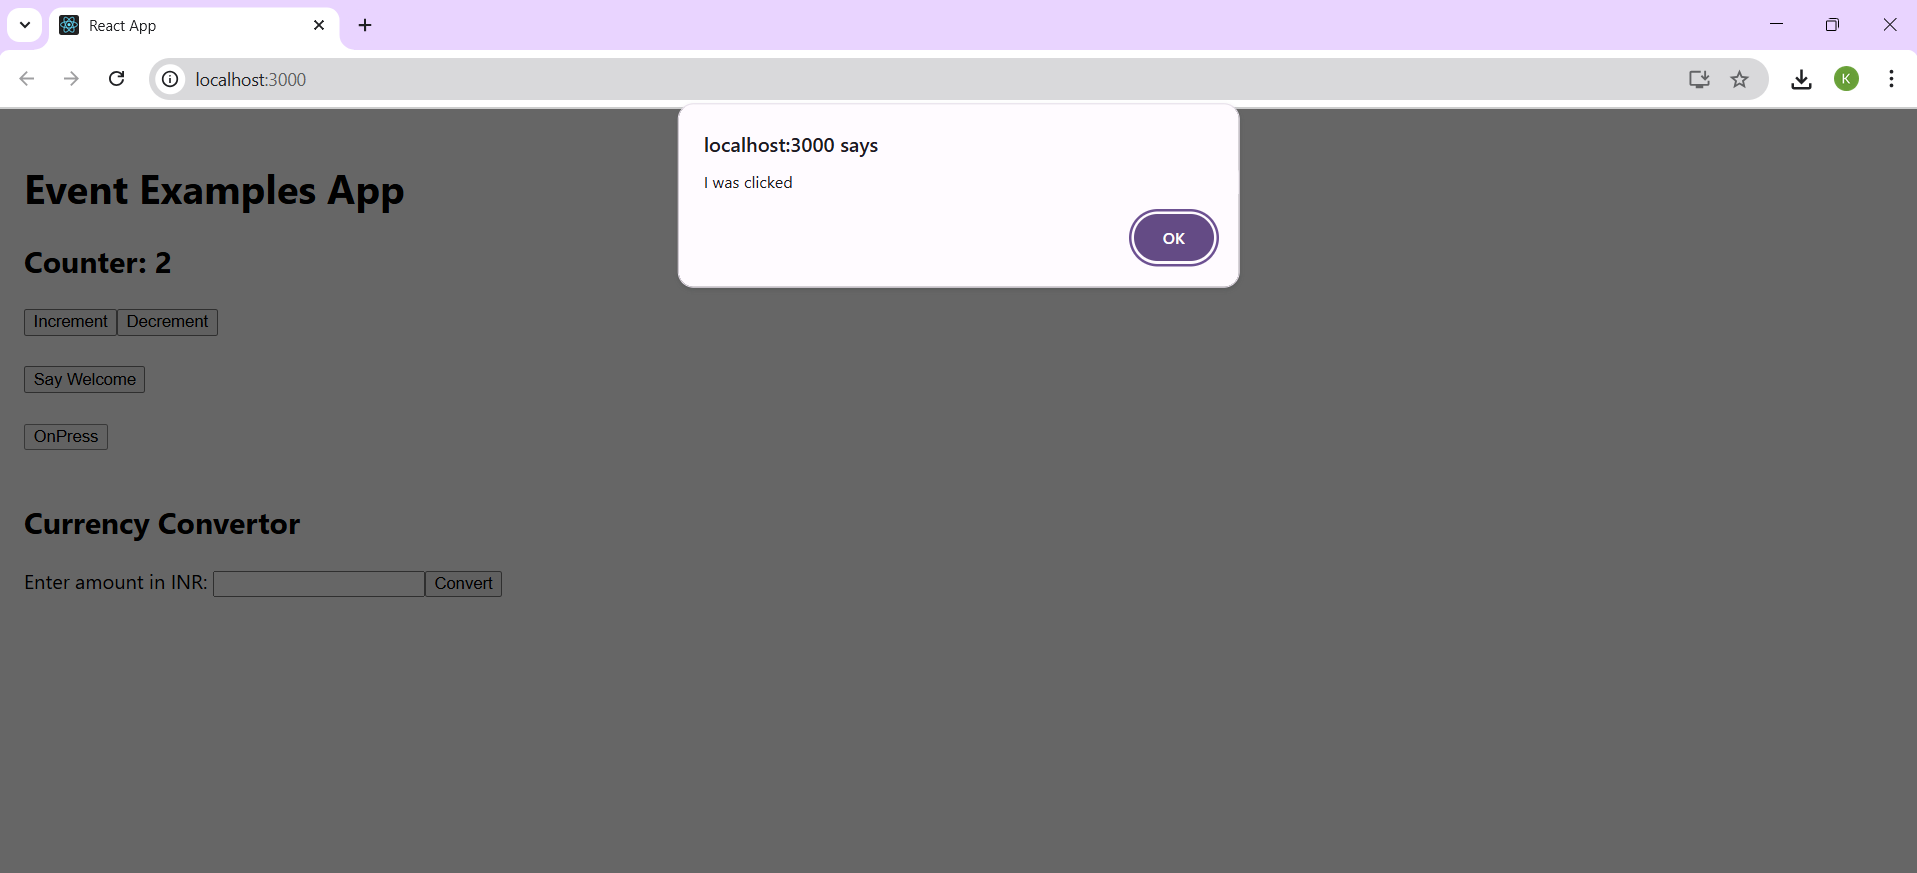 React App
localhost:3000
K
localhost:3000 says
I was clicked
OK
Event Examples App
Counter: 2
Increment Decrement
Say Welcome
OnPress
Currency Convertor
Enter amount in INR: Convert